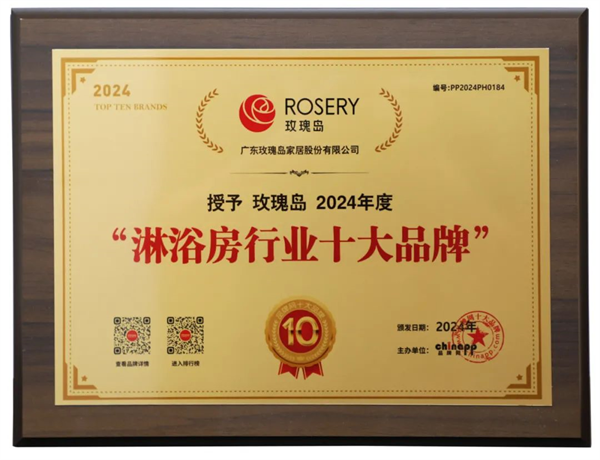 2024
TOP TEN BRANDS
编号:PP2024PH0184
ROSERY
玫瑰岛
广东玫瑰岛家居股份有限公司
授予 玫瑰岛 2024年度
“淋浴房行业十大品牌”
10
查看品牌详情
进入排行榜
颁发日期: 2024年
主办单位: chinapp
品牌网